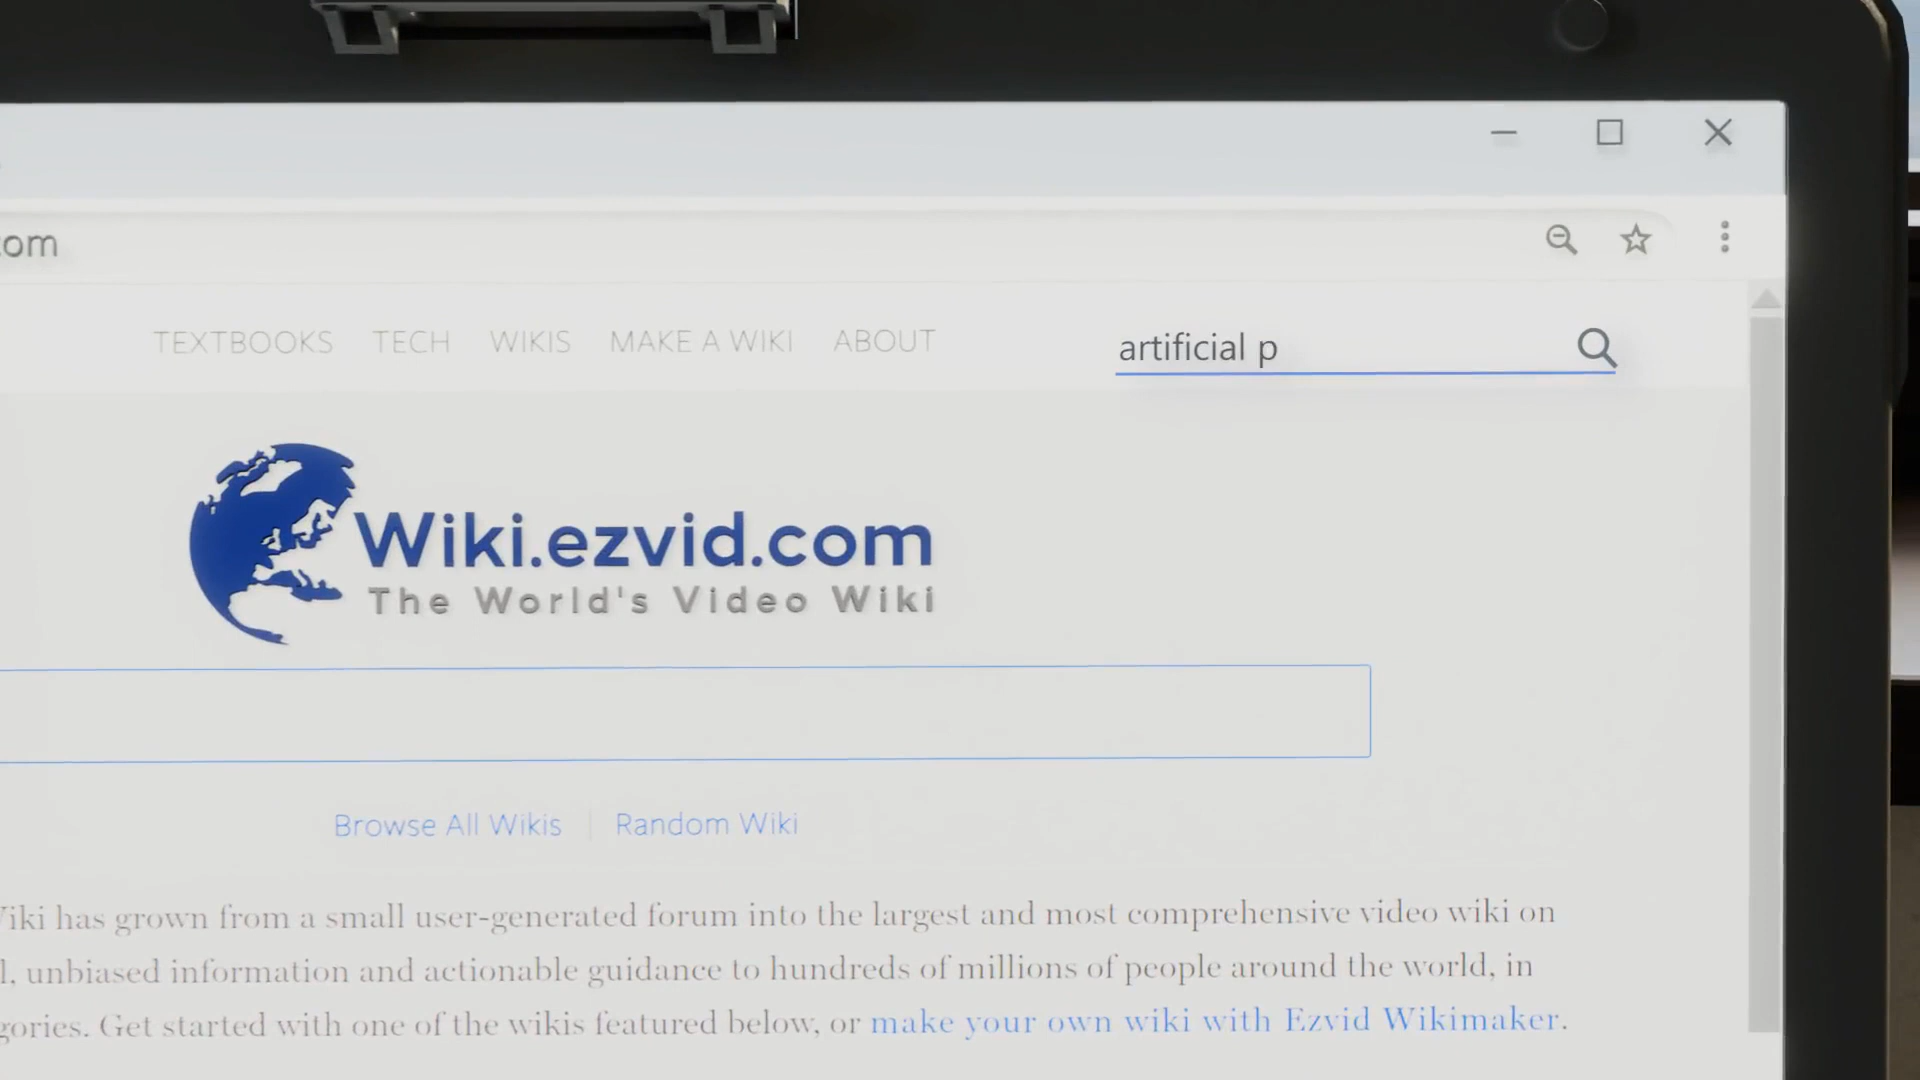 om
TEXTBOOKS TECH WIKIS MAKE A WIKI ABOUT
artificial p
Wiki.ezvid.com
The World's Video Wiki
Browse All Wikis | Random Wiki
Wiki has grown from a small user-generated forum into the largest and most comprehensive video wiki on
l, unbiased information and actionable guidance to hundreds of millions of people around the world, in
gories. Get started with one of the wikis featured below, or make your own wiki with Ezvid Wikimaker.